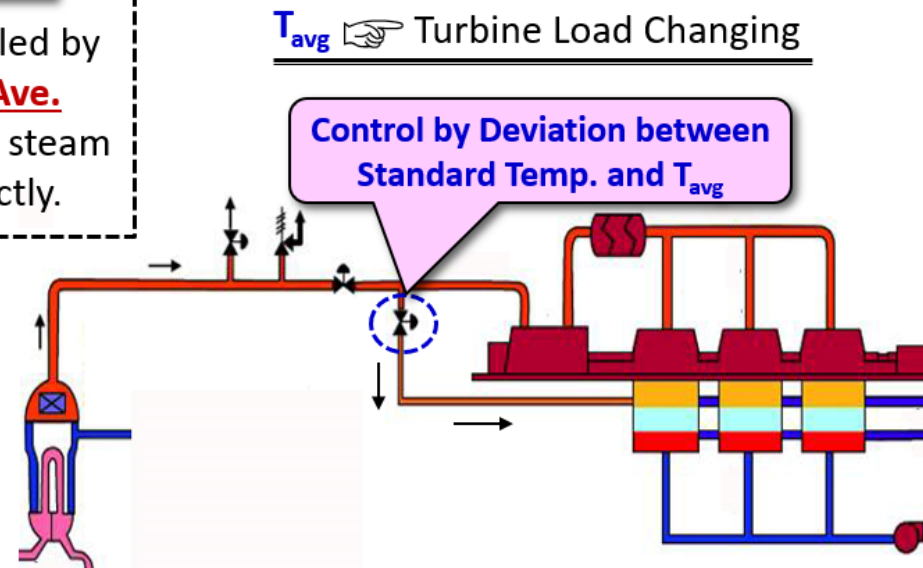 Tavg ☞ Turbine Load Changing
led by
Ave.
steam
ctly.
Control by Deviation between
Standard Temp. and Tavg